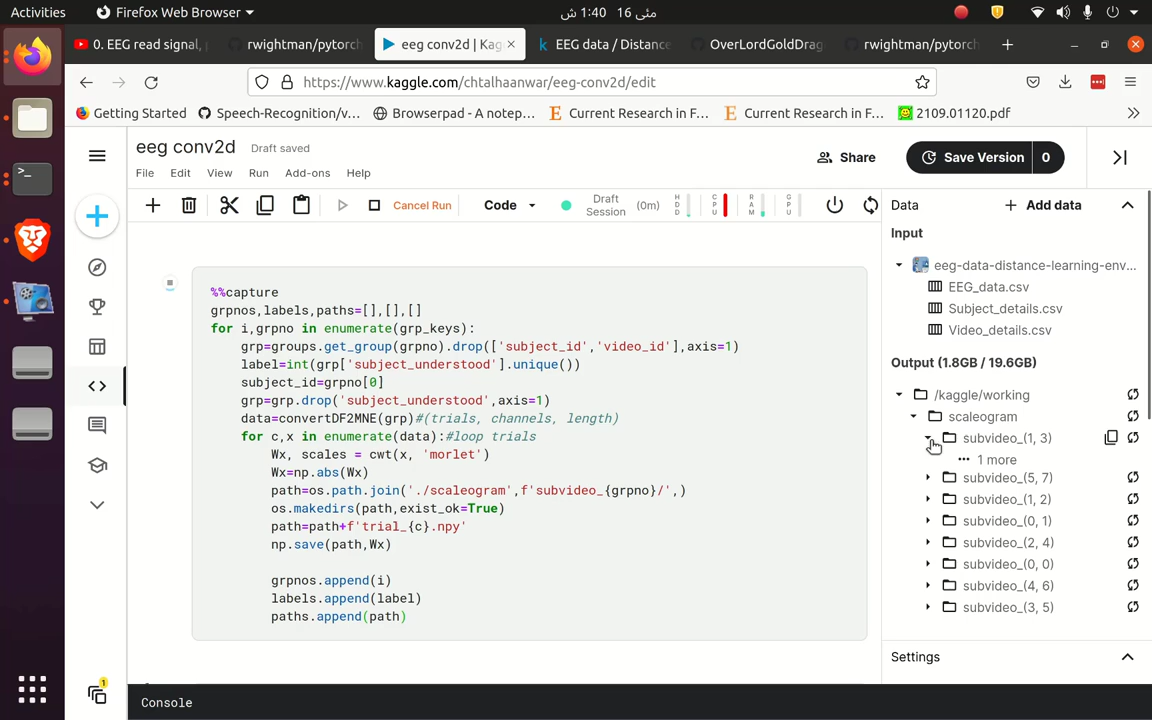 Activities
Firefox Web Browser
مئی 16 1:40 ش
0. EEG read signal,
rwightman/pytorch
eeg conv2d | Kag
EEG data / Distance
OverLordGoldDrag
rwightman/pytorch
https://www.kaggle.com/chtalhaanwar/eeg-conv2d/edit
Getting Started
Speech-Recognition/v...
Browserpad - A notep...
Current Research in F...
Current Research in F...
2109.01120.pdf
eeg conv2d
Draft saved
File Edit View Run Add-ons Help
Share
Save Version 0
Cancel Run
Code
Draft Session (0m)
HDD
CPU
RAM
GPU
%%capture
grpnos,labels,paths=[],[],[]
for i,grpno in enumerate(grp_keys):
grp=groups.get_group(grpno).drop(['subject_id','video_id'],axis=1)
label=int(grp['subject_understood'].unique())
subject_id=grpno[0]
grp=grp.drop('subject_understood',axis=1)
data=convertDF2MNE(grp)#(trials, channels, length)
for c,x in enumerate(data):#loop trials
Wx, scales = cwt(x, 'morlet')
Wx=np.abs(Wx)
path=os.path.join('./scaleogram',f'subvideo_{grpno}/',)
os.makedirs(path,exist_ok=True)
path=path+f'trial_{c}.npy'
np.save(path,Wx)
grpnos.append(i)
labels.append(label)
paths.append(path)
Data
Add data
Input
eeg-data-distance-learning-env...
EEG_data.csv
Subject_details.csv
Video_details.csv
Output (1.8GB / 19.6GB)
/kaggle/working
scaleogram
subvideo_(1, 3)
1 more
subvideo_(5, 7)
subvideo_(1, 2)
subvideo_(0, 1)
subvideo_(2, 4)
subvideo_(0, 0)
subvideo_(4, 6)
subvideo_(3, 5)
Settings
1
Console